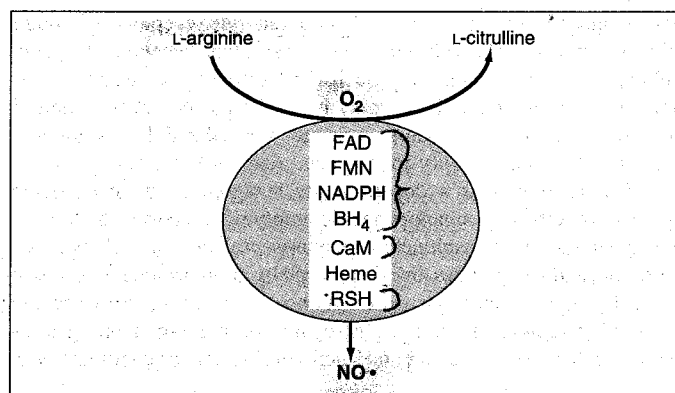 L-arginine L-citrulline
O₂
FAD
FMN
NADPH
BH₄
CaM
Heme
RSH
NO•